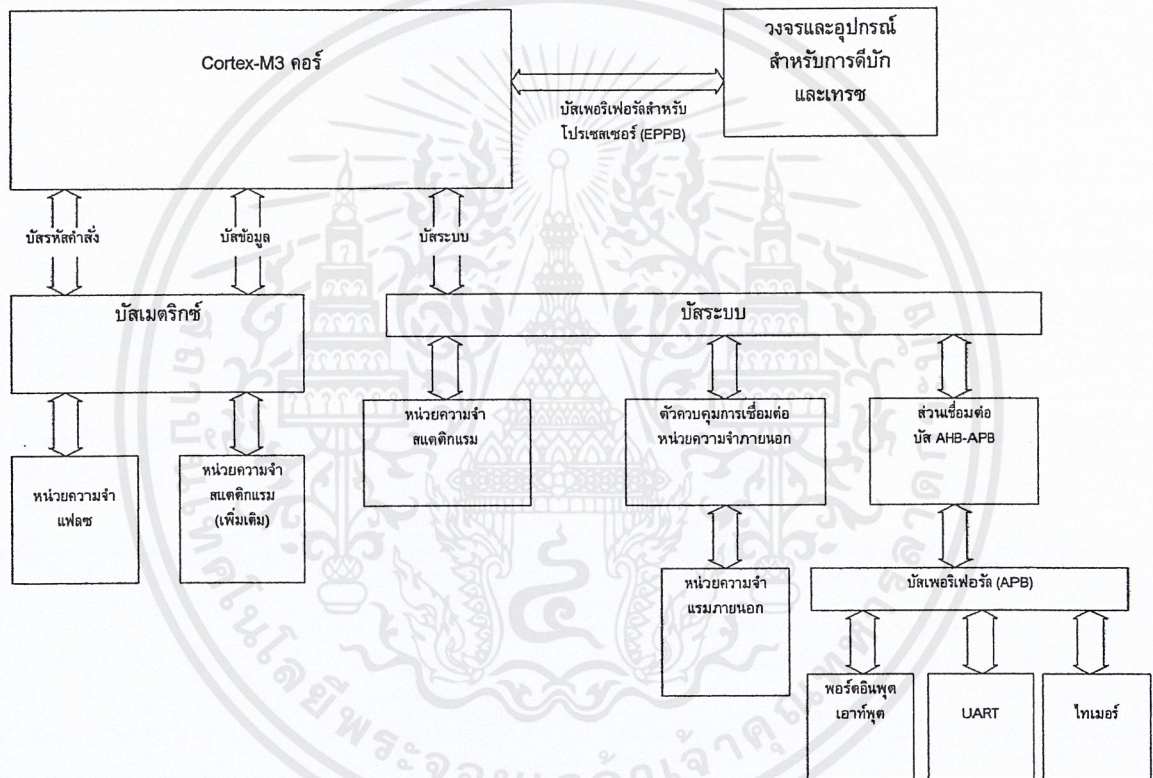 Cortex-M3 คอร์
วงจรและอุปกรณ์
สำหรับการดีบัก
และเทรซ
บัสเพอริเฟอรัลสำหรับ
โปรเซสเซอร์ (EPPB)
บัสรหัสคำสั่ง
บัสข้อมูล
บัสระบบ
บัสเมตริกซ์
บัสระบบ
หน่วยความจำ
สแตติกแรม
ตัวควบคุมการเชื่อมต่อ
หน่วยความจำภายนอก
ส่วนเชื่อมต่อ
บัส AHB-APB
หน่วยความจำ
แฟลซ
หน่วยความจำ
สแตติกแรม
(เพิ่มเติม)
หน่วยความจำ
แรมภายนอก
บัสเพอริเฟอรัล (APB)
พอร์ตอินพุต
เอาท์พุต
UART
ไทเมอร์